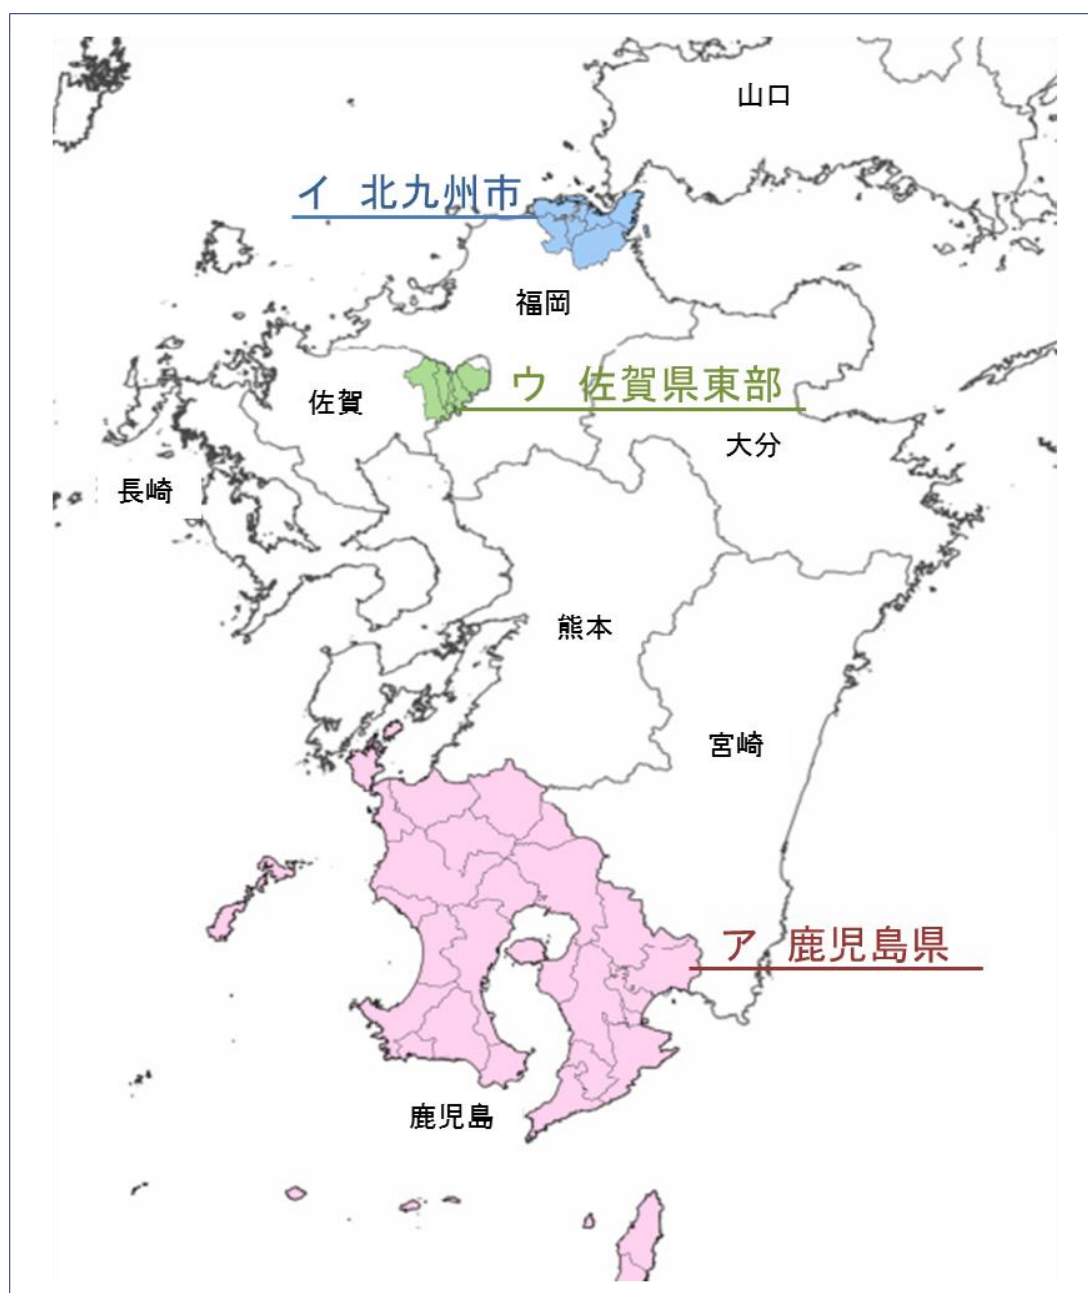 山口
イ 北九州市
福岡
ウ 佐賀県東部
佐賀
大分
長崎
熊本
宮崎
ア 鹿児島県
鹿児島